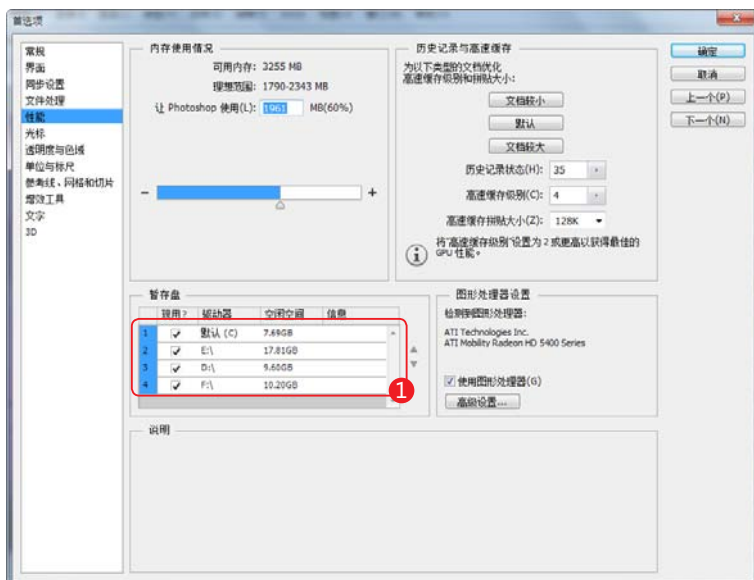 首选项
常规
界面
同步设置
文件处理
性能
光标
透明度与色域
单位与标尺
参考线、网格和切片
增效工具
文字
3D
内存使用情况
可用内存: 3255 MB
理想范围: 1790-2343 MB
让 Photoshop 使用(L): 1961 MB(60%)
- +
历史记录与高速缓存
为以下类型的文档优化
高速缓存级别和拼贴大小:
文档较小
默认
文档较大
历史记录状态(H): 35
高速缓存级别(C): 4
高速缓存拼贴大小(Z): 128K
将“高速缓存级别”设置为 2 或更高以获得最佳的
GPU 性能。
确定
取消
上一个(P)
下一个(N)
暂存盘
现用? 驱动器 空闲空间 信息
1 默认 (C) 7.69GB
2 E:\ 17.81GB
3 D:\ 9.60GB
4 F:\ 10.20GB
1
图形处理器设置
检测到图形处理器:
ATI Technologies Inc.
ATI Mobility Radeon HD 5400 Series
使用图形处理器(G)
高级设置...
说明